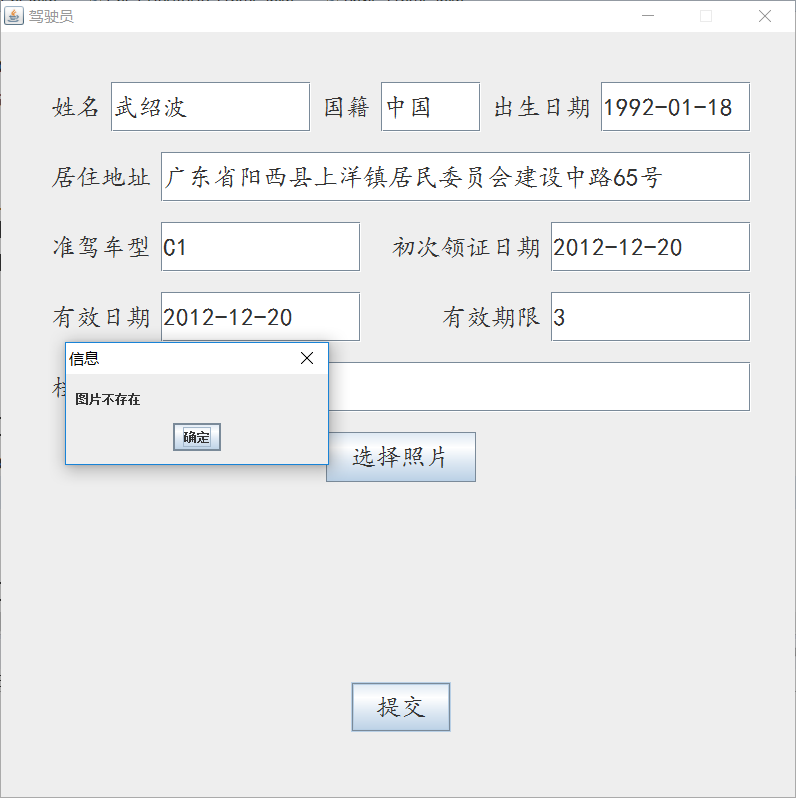 驾驶员
姓名 武绍波 国籍 中国 出生日期 1992-01-18
居住地址 广东省阳西县上洋镇居民委员会建设中路65号
准驾车型 C1 初次领证日期 2012-12-20
有效日期 2012-12-20 有效期限 3
信息
图片不存在
确定
选择照片
提交